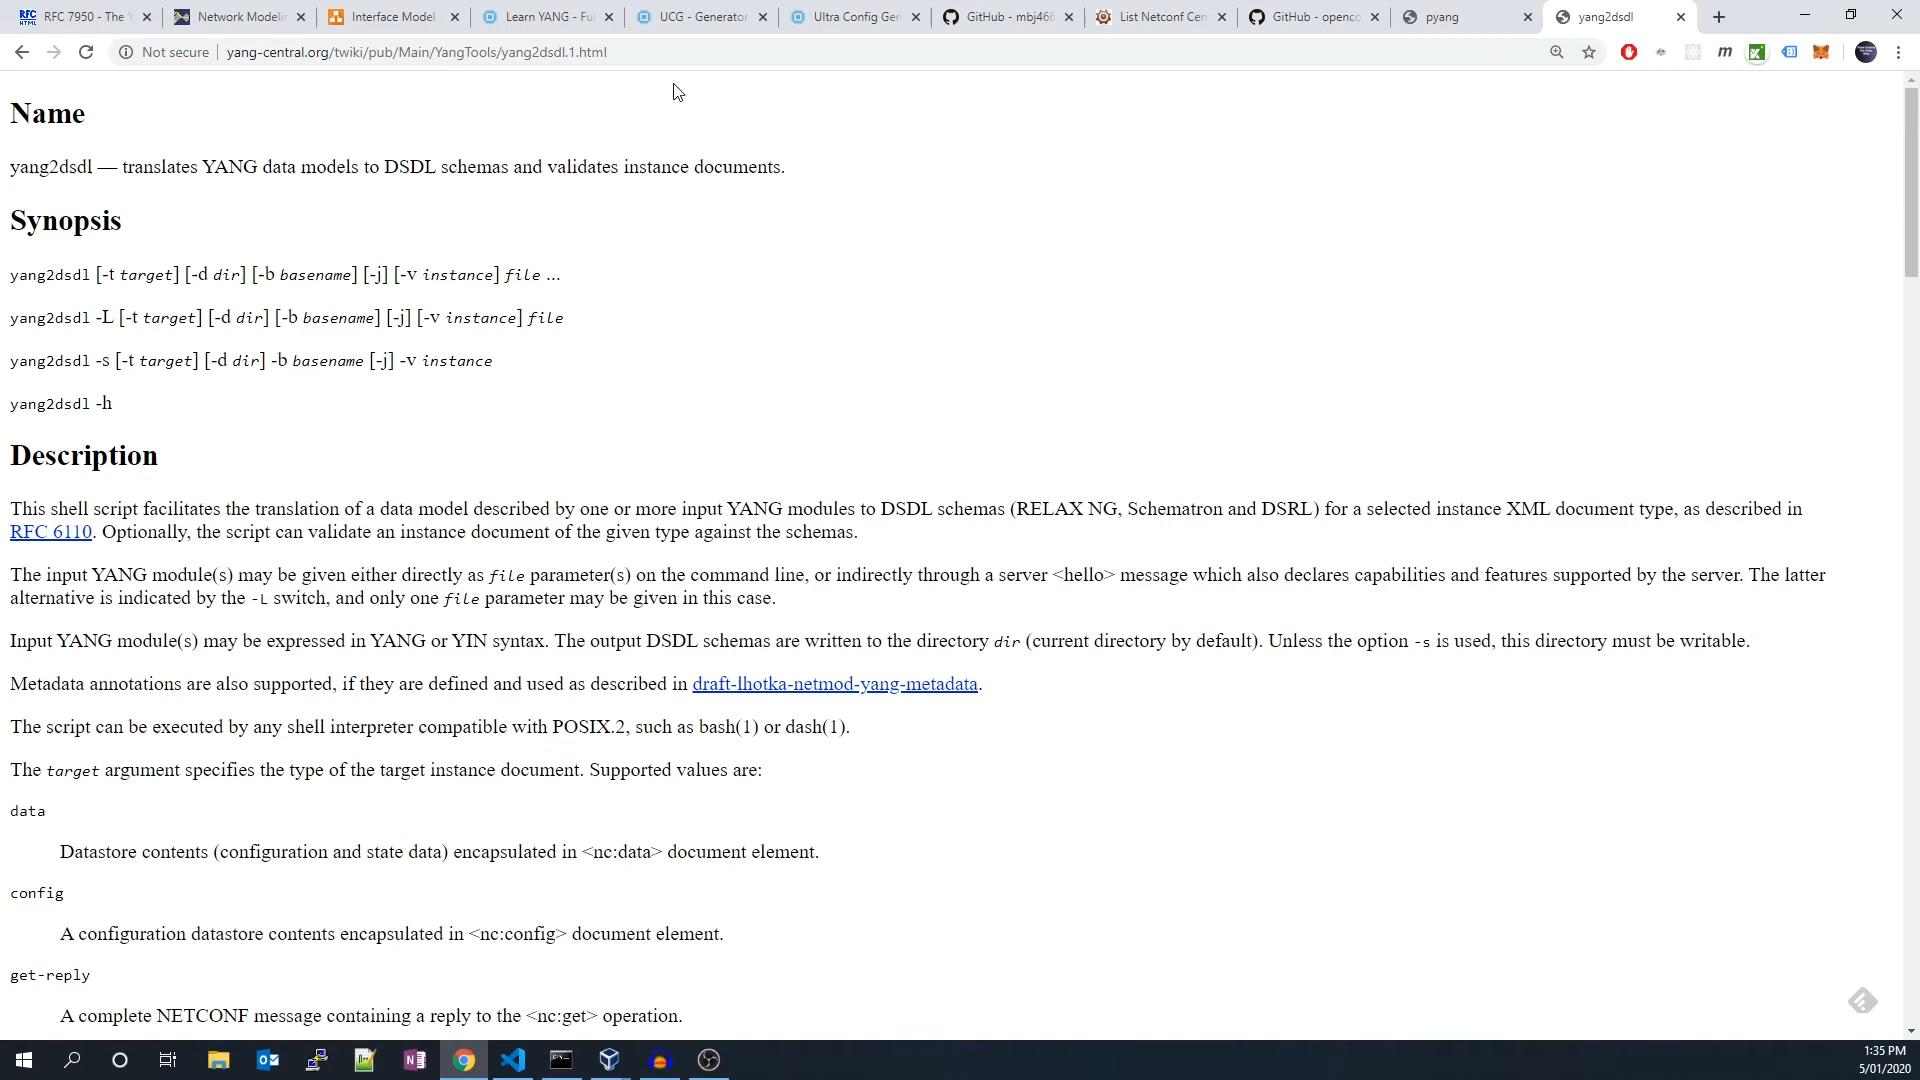 RFC 7950 - The Y
Network Modelin
Interface Model
Learn YANG - Ful
UCG - Generator
Ultra Config Gen
GitHub - mbj466
List Netconf Cen
GitHub - openco
pyang
yang2dsdl
Not secure
yang-central.org/twiki/pub/Main/YangTools/yang2dsdl.1.html
Name
yang2dsdl — translates YANG data models to DSDL schemas and validates instance documents.
Synopsis
yang2dsdl [-t target] [-d dir] [-b basename] [-j] [-v instance] file ...
yang2dsdl -L [-t target] [-d dir] [-b basename] [-j] [-v instance] file
yang2dsdl -s [-t target] [-d dir] -b basename [-j] -v instance
yang2dsdl -h
Description
This shell script facilitates the translation of a data model described by one or more input YANG modules to DSDL schemas (RELAX NG, Schematron and DSRL) for a selected instance XML document type, as described in
RFC 6110. Optionally, the script can validate an instance document of the given type against the schemas.
The input YANG module(s) may be given either directly as file parameter(s) on the command line, or indirectly through a server <hello> message which also declares capabilities and features supported by the server. The latter
alternative is indicated by the -L switch, and only one file parameter may be given in this case.
Input YANG module(s) may be expressed in YANG or YIN syntax. The output DSDL schemas are written to the directory dir (current directory by default). Unless the option -s is used, this directory must be writable.
Metadata annotations are also supported, if they are defined and used as described in draft-lhotka-netmod-yang-metadata.
The script can be executed by any shell interpreter compatible with POSIX.2, such as bash(1) or dash(1).
The target argument specifies the type of the target instance document. Supported values are:
data
Datastore contents (configuration and state data) encapsulated in <nc:data> document element.
config
A configuration datastore contents encapsulated in <nc:config> document element.
get-reply
A complete NETCONF message containing a reply to the <nc:get> operation.
1:35 PM
5/01/2020